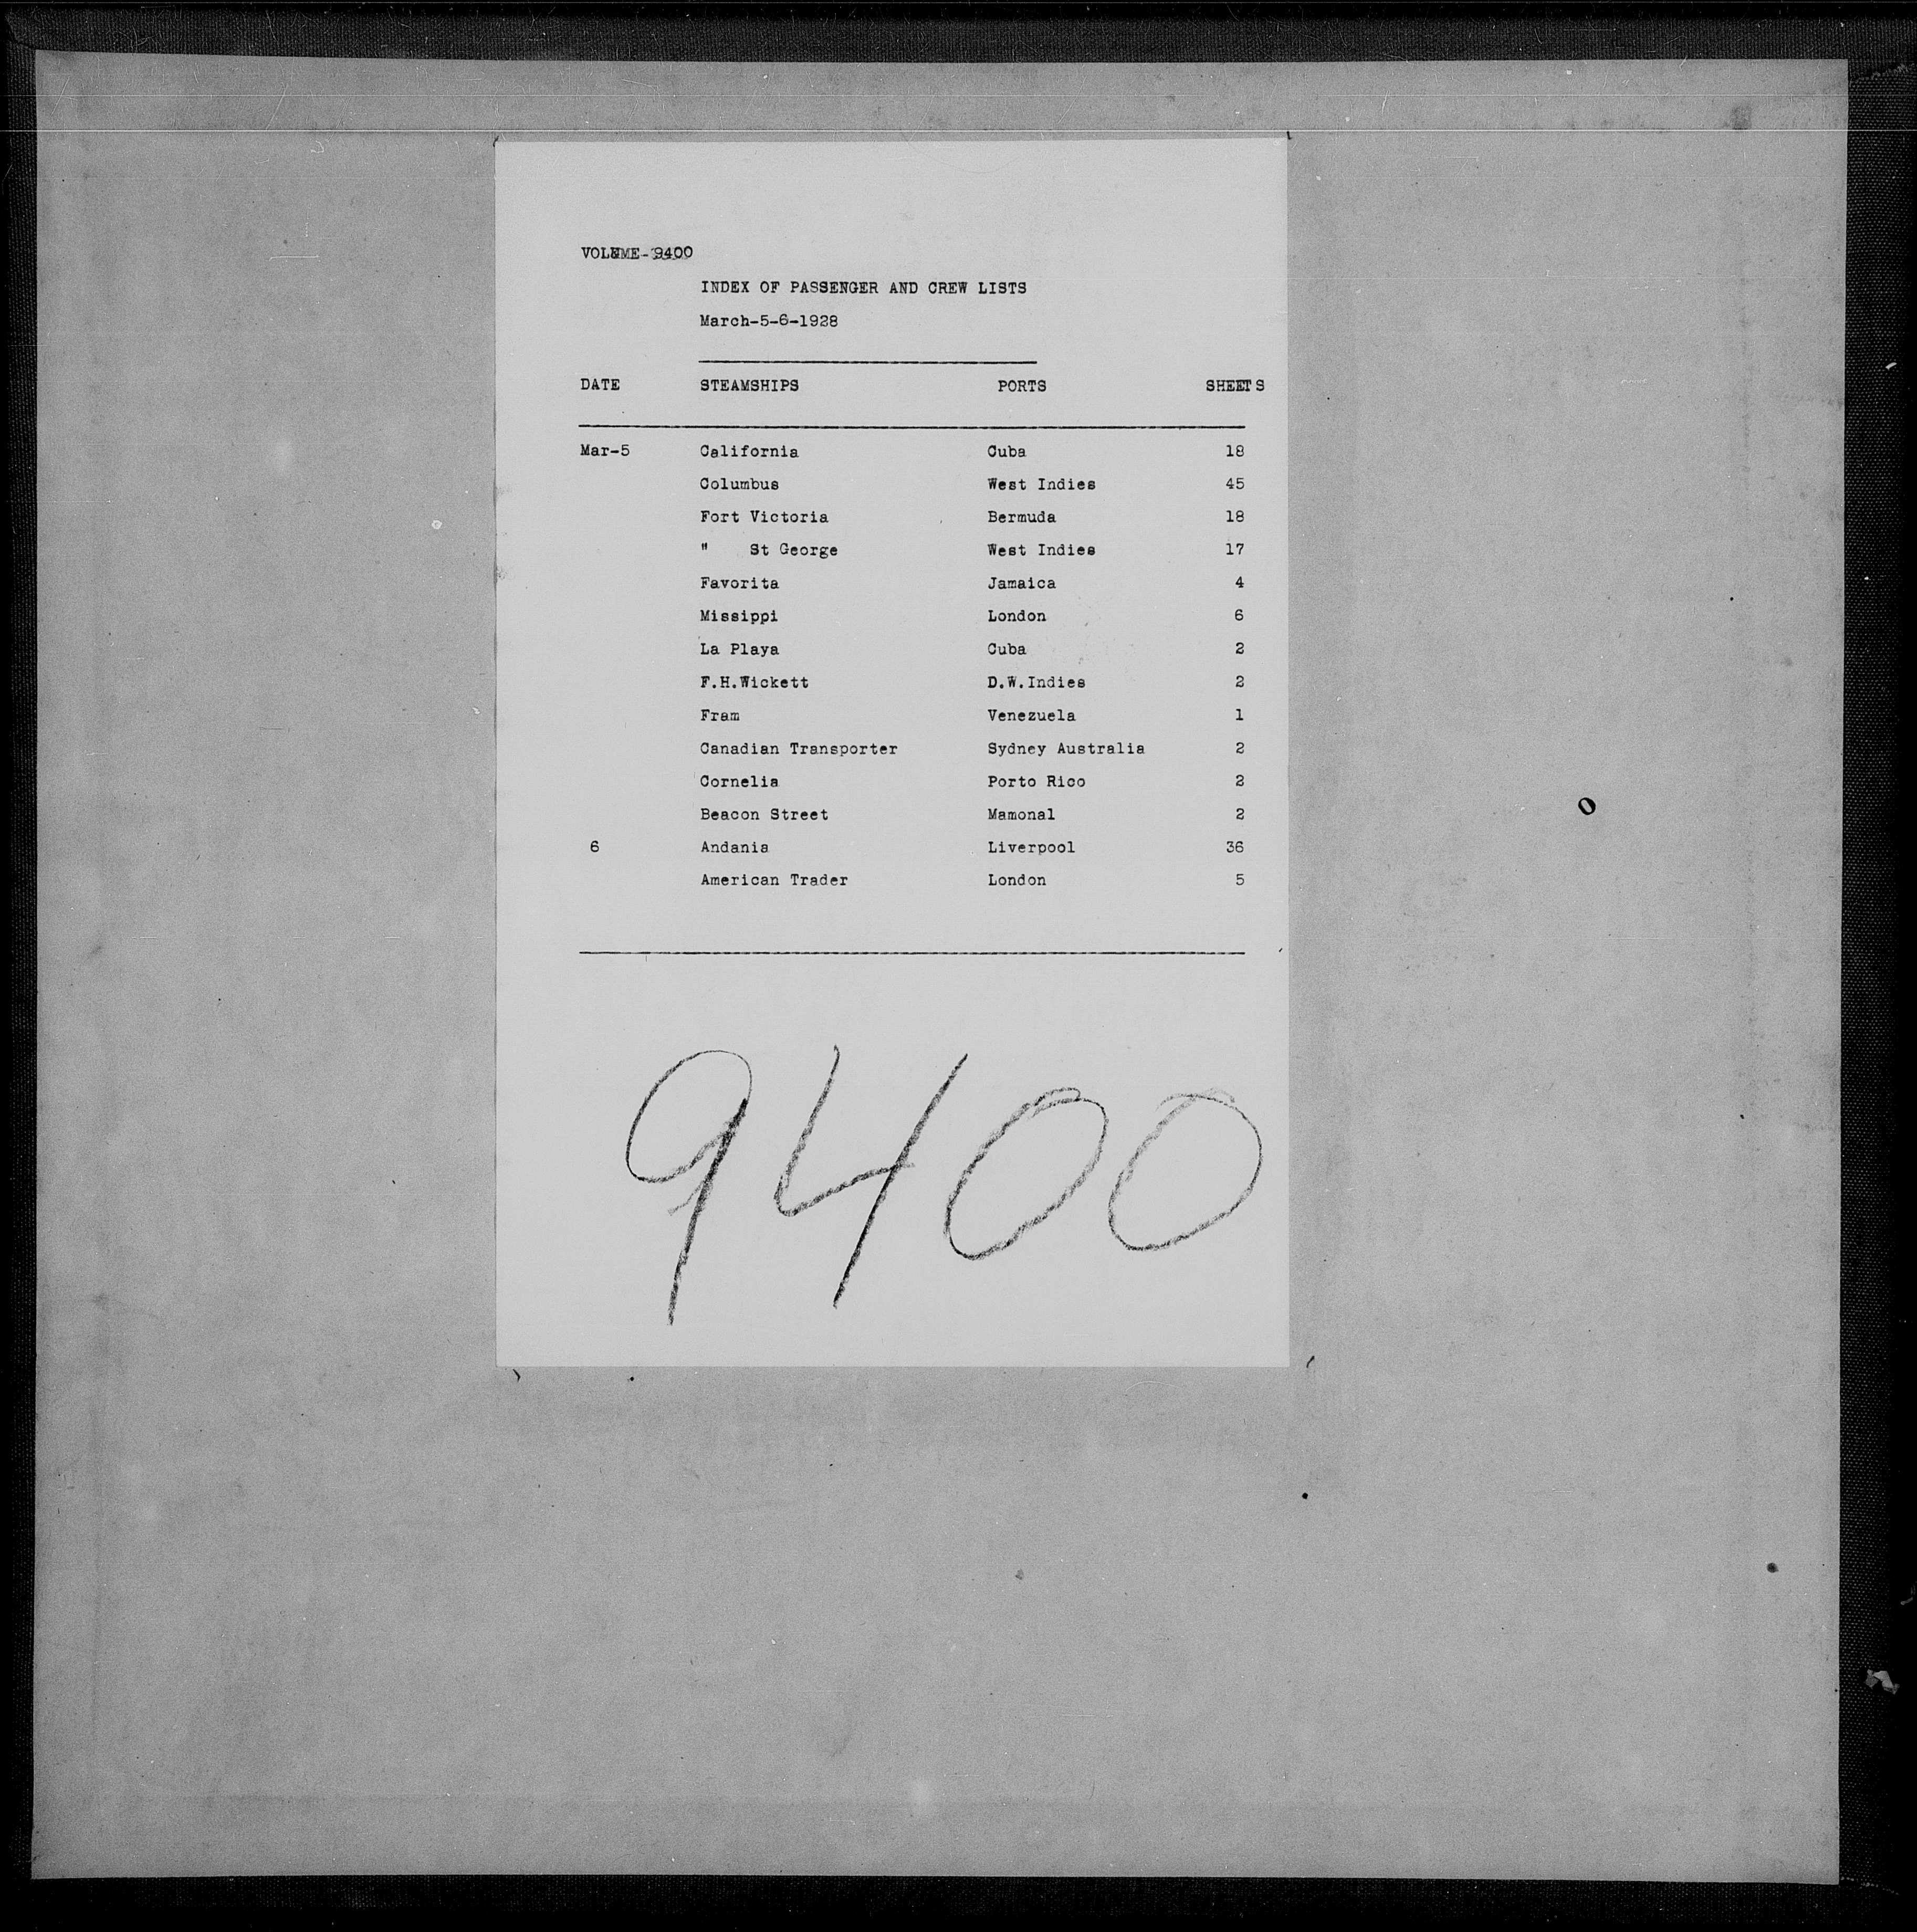 VOLUME-9400
INDEX OF PASSENGER AND CREW LISTS
March-5-6-1928
DATE STEAMSHIPS PORTS SHEETS
Mar-5 California Cuba 18
Columbus West Indies 45
Fort Victoria Bermuda 18
" St George West Indies 17
Favorita Jamaica 4
Missippi London 6
La Playa Cuba 2
F.H.Wickett D.W.Indies 2
Fram Venezuela 1
Canadian Transporter Sydney Australia 2
Cornelia Porto Rico 2
Beacon Street Mamonal 2
6 Andania Liverpool 36
American Trader London 5
9400